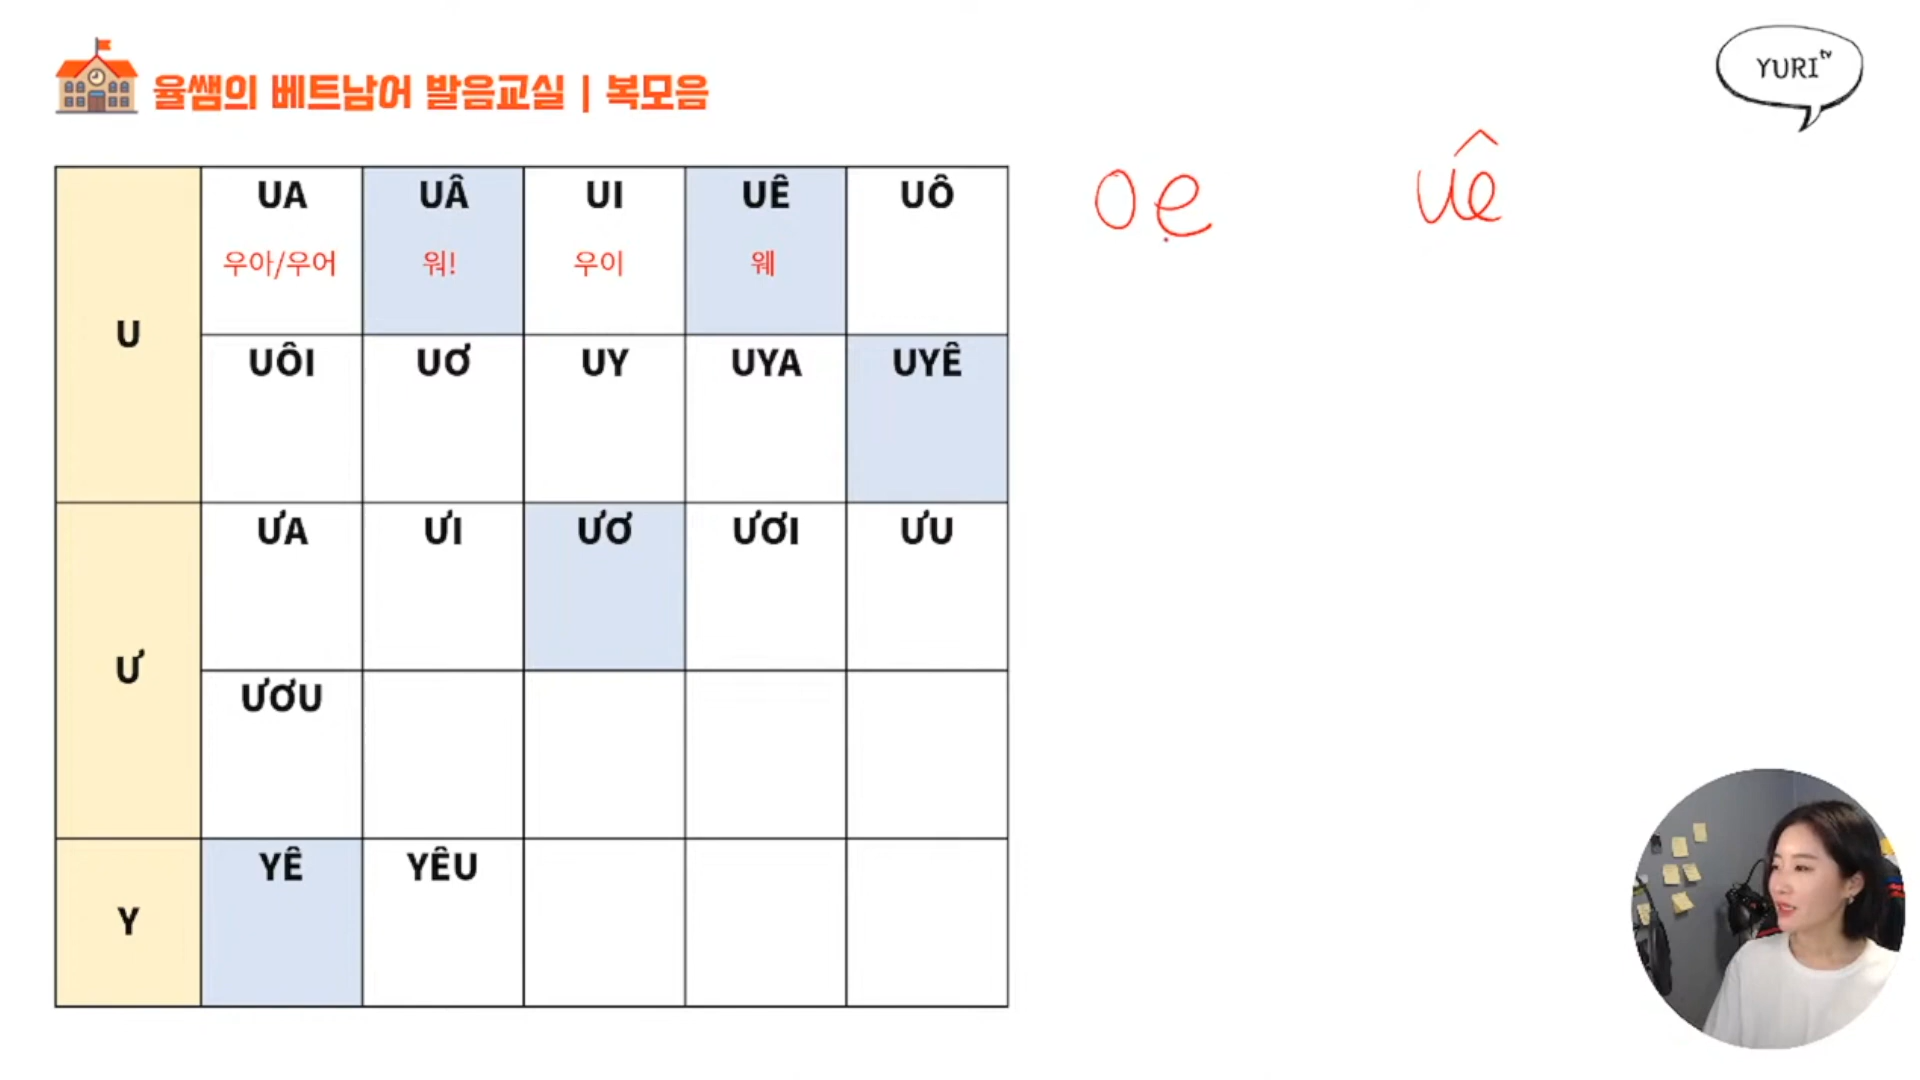 율쌤의 베트남어 발음교실 | 복모음
YURI tv
oẹ uê
U
UA UÂ UI UÊ UÔ
우아/우어 워! 우이 웨
UÔI UƠ UY UYA UYÊ
Ư
ƯA ƯI ƯƠ ƯƠI ƯU
ƯƠU
Y
YÊ YÊU